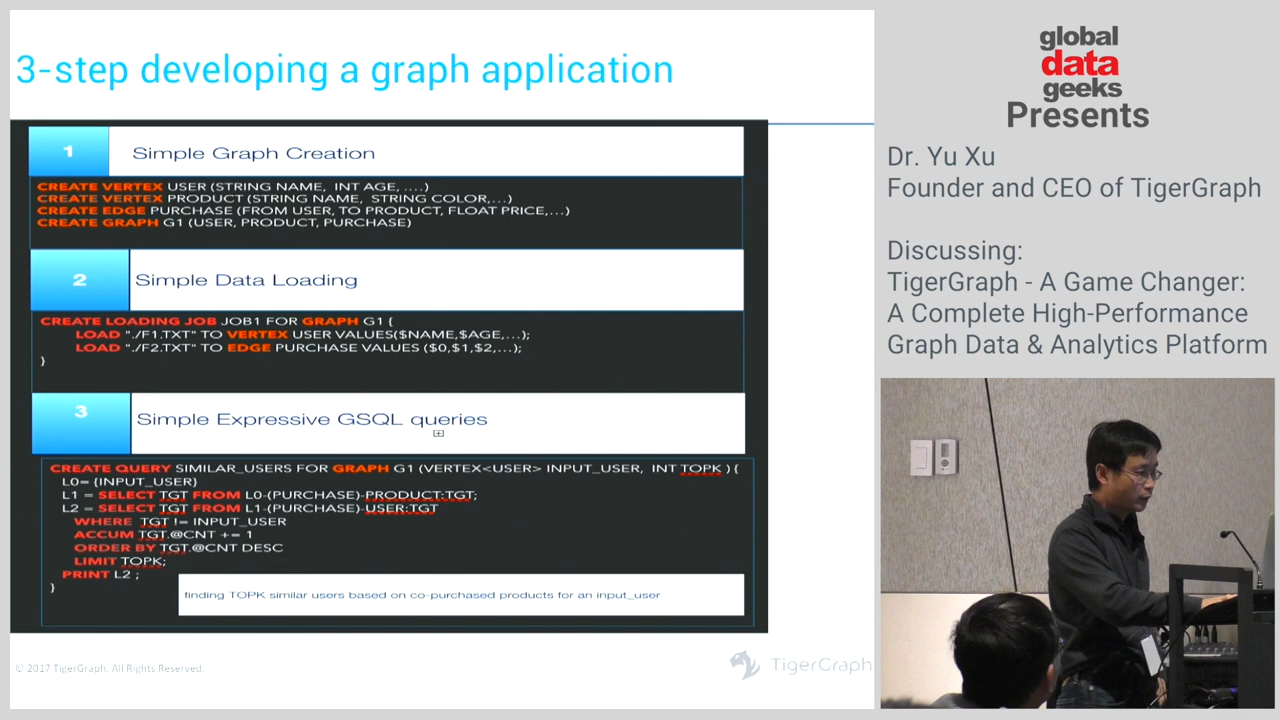 3-step developing a graph application
1
Simple Graph Creation
CREATE VERTEX USER (STRING NAME, INT AGE, ....)
CREATE VERTEX PRODUCT (STRING NAME, STRING COLOR,...)
CREATE EDGE PURCHASE (FROM USER, TO PRODUCT, FLOAT PRICE,...)
CREATE GRAPH G1 (USER, PRODUCT, PURCHASE)
2
Simple Data Loading
CREATE LOADING JOB JOB1 FOR GRAPH G1 {
LOAD "./F1.TXT" TO VERTEX USER VALUES($NAME,$AGE,...);
LOAD "./F2.TXT" TO EDGE PURCHASE VALUES ($0,$1,$2,...);
}
3
Simple Expressive GSQL queries
CREATE QUERY SIMILAR_USERS FOR GRAPH G1 (VERTEX<USER> INPUT_USER, INT TOPK ) {
L0= {INPUT_USER}
L1 = SELECT TGT FROM L0-(PURCHASE)-PRODUCT:TGT;
L2 = SELECT TGT FROM L1-(PURCHASE)-USER:TGT
WHERE TGT != INPUT_USER
ACCUM TGT.@CNT += 1
ORDER BY TGT.@CNT DESC
LIMIT TOPK;
PRINT L2 ;
}
finding TOPK similar users based on co-purchased products for an input_user
© 2017 TigerGraph. All Rights Reserved.
TigerGraph
global
data
geeks
Presents
Dr. Yu Xu
Founder and CEO of TigerGraph
Discussing:
TigerGraph - A Game Changer:
A Complete High-Performance
Graph Data & Analytics Platform